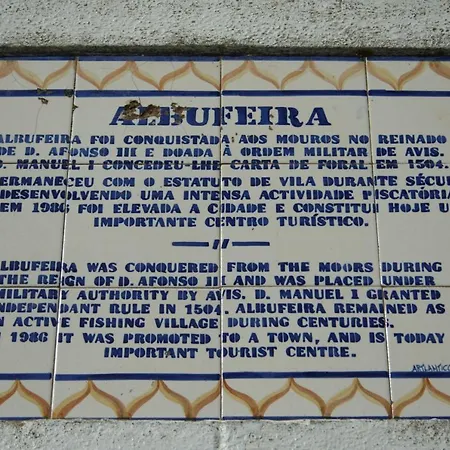 ALBUFEIRA
ALBUFEIRA FOI CONQUISTADA AOS MOUROS NO REINADO
DE D. AFONSO III E DOADA À ORDEM MILITAR DE AVIS.
D. MANUEL I CONCEDEU-LHE CARTA DE FORAL EM 1504.
PERMANECEU COM O ESTATUTO DE VILA DURANTE SÉCU
DESENVOLVENDO UMA INTENSA ACTIVIDADE PISCATÓRIA
EM 1986 FOI ELEVADA A CIDADE E CONSTITUI HOJE U
IMPORTANTE CENTRO TURÍSTICO.
ALBUFEIRA WAS CONQUERED FROM THE MOORS DURING
THE REIGN OF D. AFONSO III AND WAS PLACED UNDER
MILITARY AUTHORITY BY AVIS. D. MANUEL I GRANTED
INDEPENDANT RULE IN 1504. ALBUFEIRA REMAINED AS
N ACTIVE FISHING VILLAGE DURING CENTURIES.
N 1986 IT WAS PROMOTED TO A TOWN, AND IS TODAY
IMPORTANT TOURIST CENTRE.